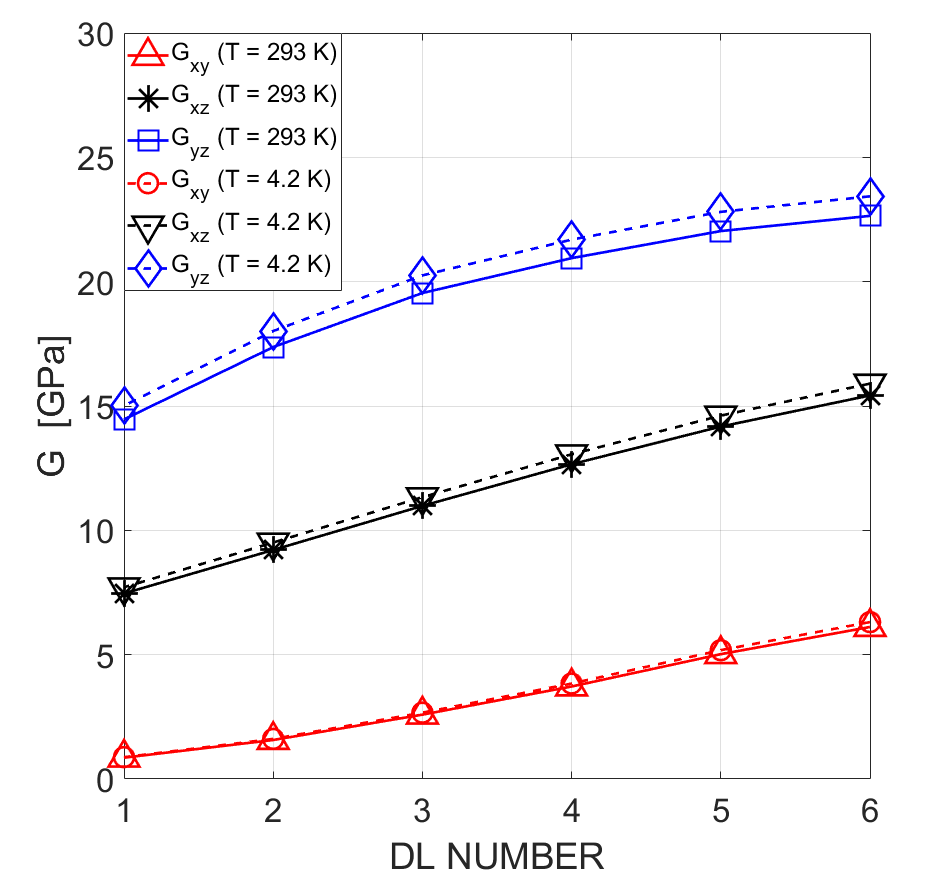 30
25
20
15
10
5
0
G [GPa]
G_xy (T = 293 K)
G_xz (T = 293 K)
G_yz (T = 293 K)
G_xy (T = 4.2 K)
G_xz (T = 4.2 K)
G_yz (T = 4.2 K)
1 2 3 4 5 6
DL NUMBER